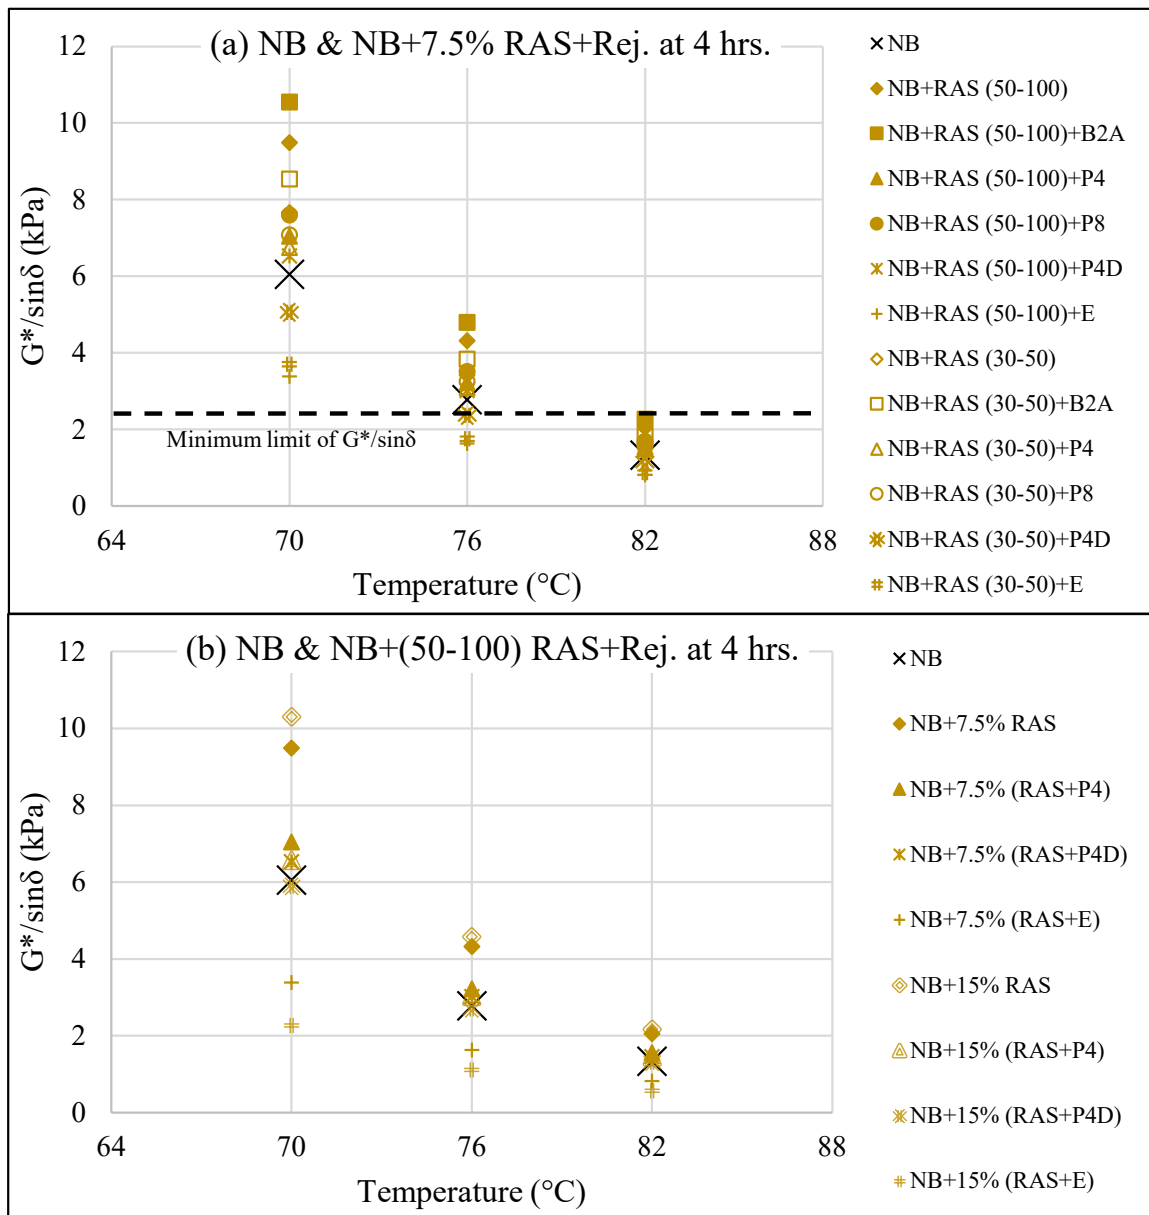 (a) NB & NB+7.5% RAS+Rej. at 4 hrs.
12
10
8
6
4
2
0
G*/sinδ (kPa)
Minimum limit of G*/sinδ
64 70 76 82 88
Temperature (°C)
NB
NB+RAS (50-100)
NB+RAS (50-100)+B2A
NB+RAS (50-100)+P4
NB+RAS (50-100)+P8
NB+RAS (50-100)+P4D
NB+RAS (50-100)+E
NB+RAS (30-50)
NB+RAS (30-50)+B2A
NB+RAS (30-50)+P4
NB+RAS (30-50)+P8
NB+RAS (30-50)+P4D
NB+RAS (30-50)+E
(b) NB & NB+(50-100) RAS+Rej. at 4 hrs.
12
10
8
6
4
2
0
G*/sinδ (kPa)
64 70 76 82 88
Temperature (°C)
NB
NB+7.5% RAS
NB+7.5% (RAS+P4)
NB+7.5% (RAS+P4D)
NB+7.5% (RAS+E)
NB+15% RAS
NB+15% (RAS+P4)
NB+15% (RAS+P4D)
NB+15% (RAS+E)